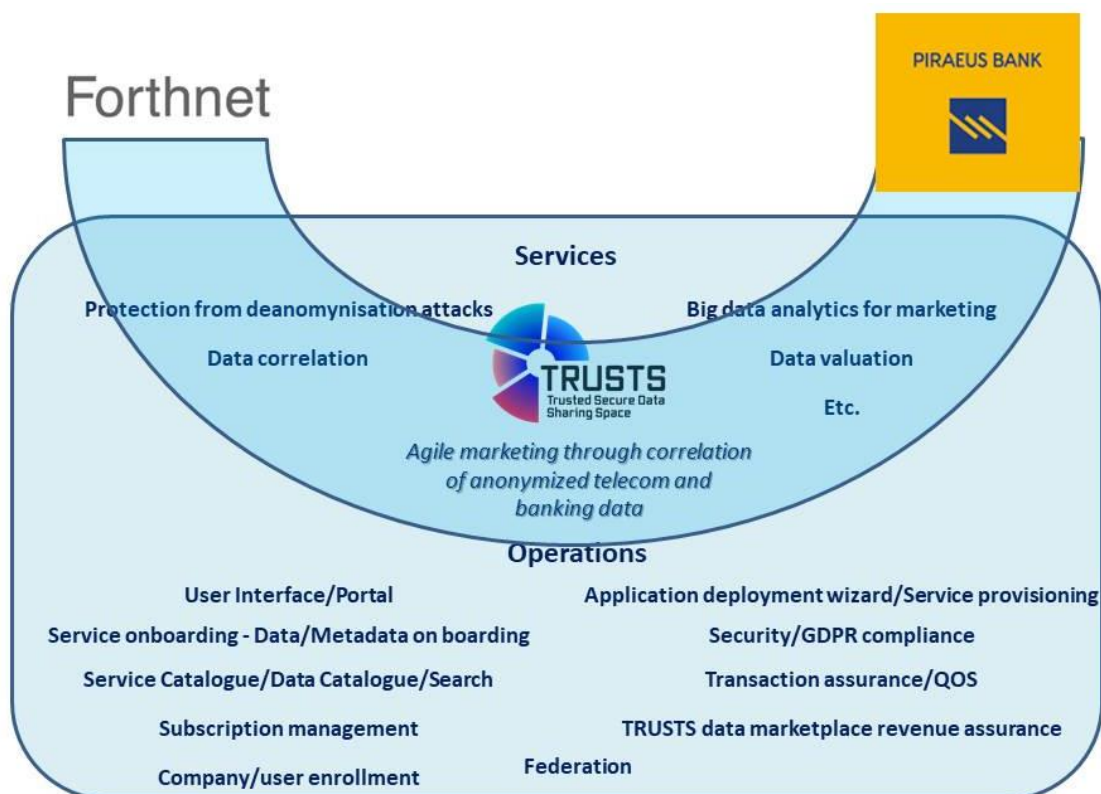 Forthnet
PIRAEUS BANK
Services
Protection from deanomynisation attacks
Big data analytics for marketing
Data correlation
Data valuation
Etc.
TRUSTS
Trusted Secure Data
Sharing Space
Agile marketing through correlation
of anonymized telecom and
banking data
Operations
User Interface/Portal
Application deployment wizard/Service provisioning
Service onboarding - Data/Metadata on boarding
Security/GDPR compliance
Service Catalogue/Data Catalogue/Search
Transaction assurance/QOS
Subscription management
TRUSTS data marketplace revenue assurance
Company/user enrollment
Federation